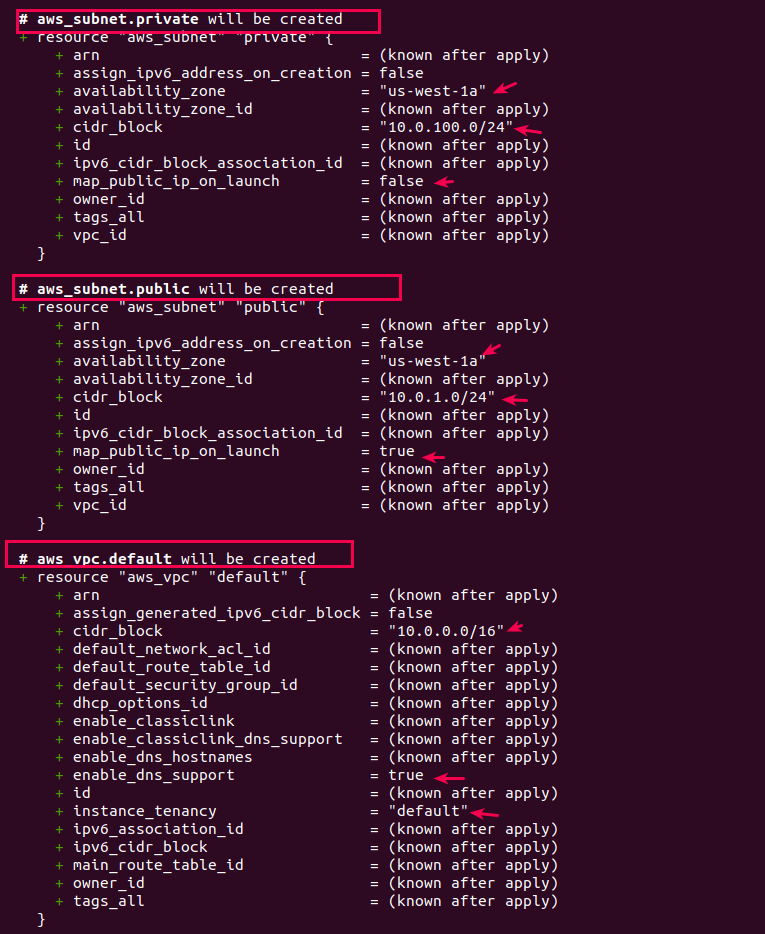 # aws_subnet.private will be created
+ resource "aws_subnet" "private" {
+ arn = (known after apply)
+ assign_ipv6_address_on_creation = false
+ availability_zone = "us-west-1a"
+ availability_zone_id = (known after apply)
+ cidr_block = "10.0.100.0/24"
+ id = (known after apply)
+ ipv6_cidr_block_association_id = (known after apply)
+ map_public_ip_on_launch = false
+ owner_id = (known after apply)
+ tags_all = (known after apply)
+ vpc_id = (known after apply)
}
# aws_subnet.public will be created
+ resource "aws_subnet" "public" {
+ arn = (known after apply)
+ assign_ipv6_address_on_creation = false
+ availability_zone = "us-west-1a"
+ availability_zone_id = (known after apply)
+ cidr_block = "10.0.1.0/24"
+ id = (known after apply)
+ ipv6_cidr_block_association_id = (known after apply)
+ map_public_ip_on_launch = true
+ owner_id = (known after apply)
+ tags_all = (known after apply)
+ vpc_id = (known after apply)
}
# aws_vpc.default will be created
+ resource "aws_vpc" "default" {
+ arn = (known after apply)
+ assign_generated_ipv6_cidr_block = false
+ cidr_block = "10.0.0.0/16"
+ default_network_acl_id = (known after apply)
+ default_route_table_id = (known after apply)
+ default_security_group_id = (known after apply)
+ dhcp_options_id = (known after apply)
+ enable_classiclink = (known after apply)
+ enable_classiclink_dns_support = (known after apply)
+ enable_dns_hostnames = (known after apply)
+ enable_dns_support = true
+ id = (known after apply)
+ instance_tenancy = "default"
+ ipv6_association_id = (known after apply)
+ ipv6_cidr_block = (known after apply)
+ main_route_table_id = (known after apply)
+ owner_id = (known after apply)
+ tags_all = (known after apply)
}